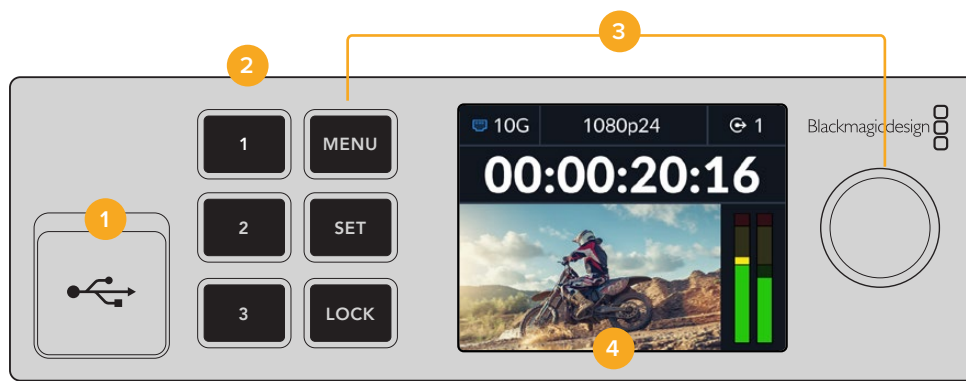 3
2
1 MENU
10G 1080p24 1
Blackmagicdesign
00:00:20:16
1
2 SET
3 LOCK
4